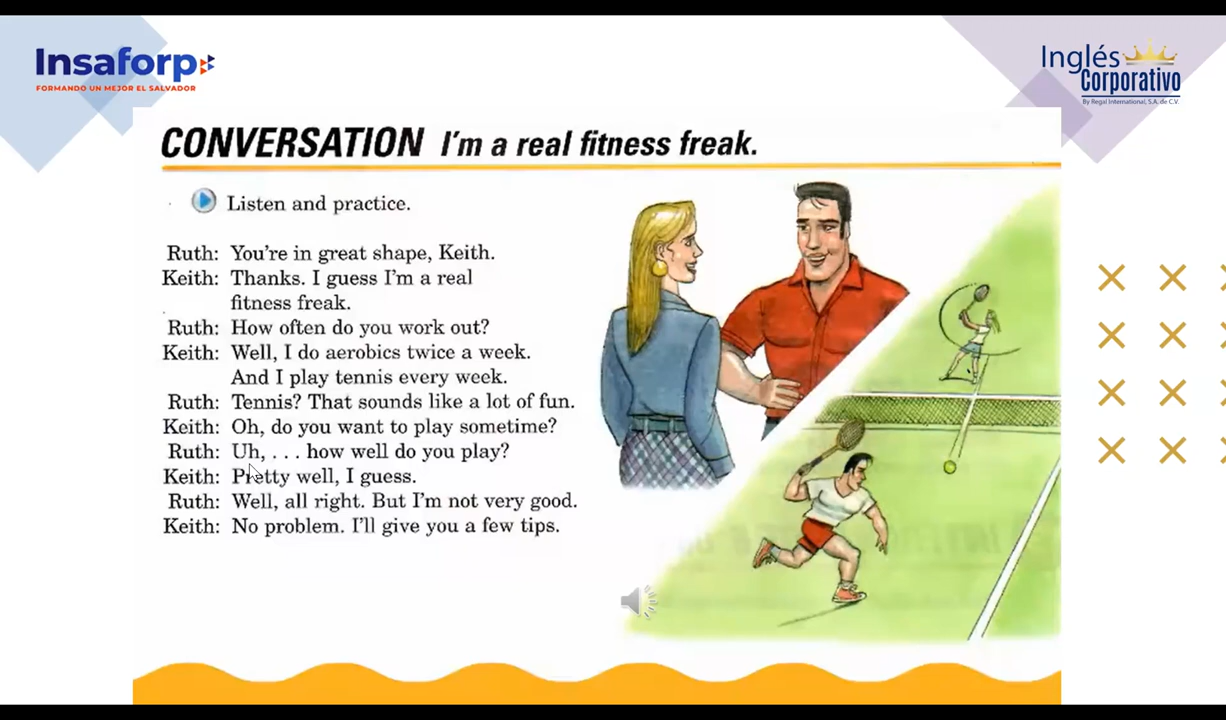 Insaforp
FORMANDO UN MEJOR EL SALVADOR
Inglés
Corporativo
By Regal International, S.A. de C.V.
CONVERSATION I'm a real fitness freak.
Listen and practice.
Ruth: You're in great shape, Keith.
Keith: Thanks. I guess I'm a real
fitness freak.
Ruth: How often do you work out?
Keith: Well, I do aerobics twice a week.
And I play tennis every week.
Ruth: Tennis? That sounds like a lot of fun.
Keith: Oh, do you want to play sometime?
Ruth: Uh, . . . how well do you play?
Keith: Pretty well, I guess.
Ruth: Well, all right. But I'm not very good.
Keith: No problem. I'll give you a few tips.